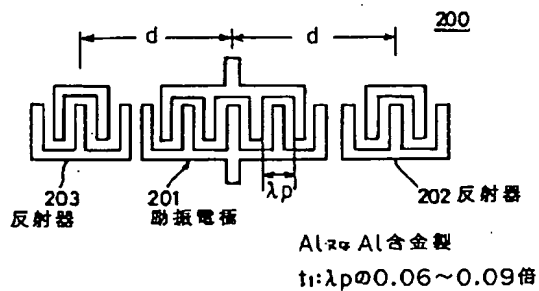 200
d d
203 201 λp 202 反射器
反射器 励振電極
Al又は Al合金製
t₁:λpの0.06~0.09倍